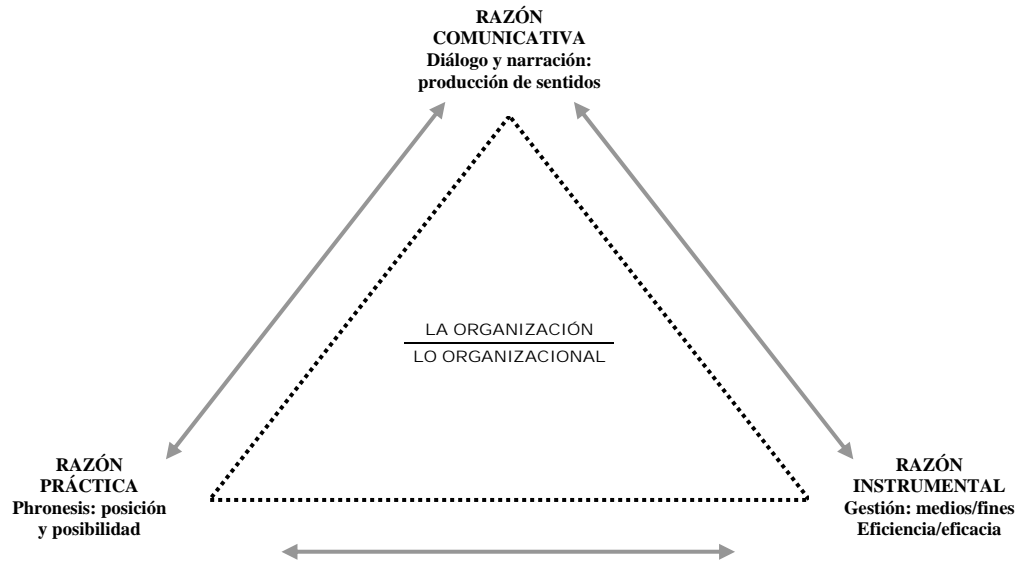 RAZÓN
COMUNICATIVA
Diálogo y narración:
producción de sentidos
LA ORGANIZACIÓN
LO ORGANIZACIONAL
RAZÓN
PRÁCTICA
Phronesis: posición
y posibilidad
RAZÓN
INSTRUMENTAL
Gestión: medios/fines
Eficiencia/eficacia